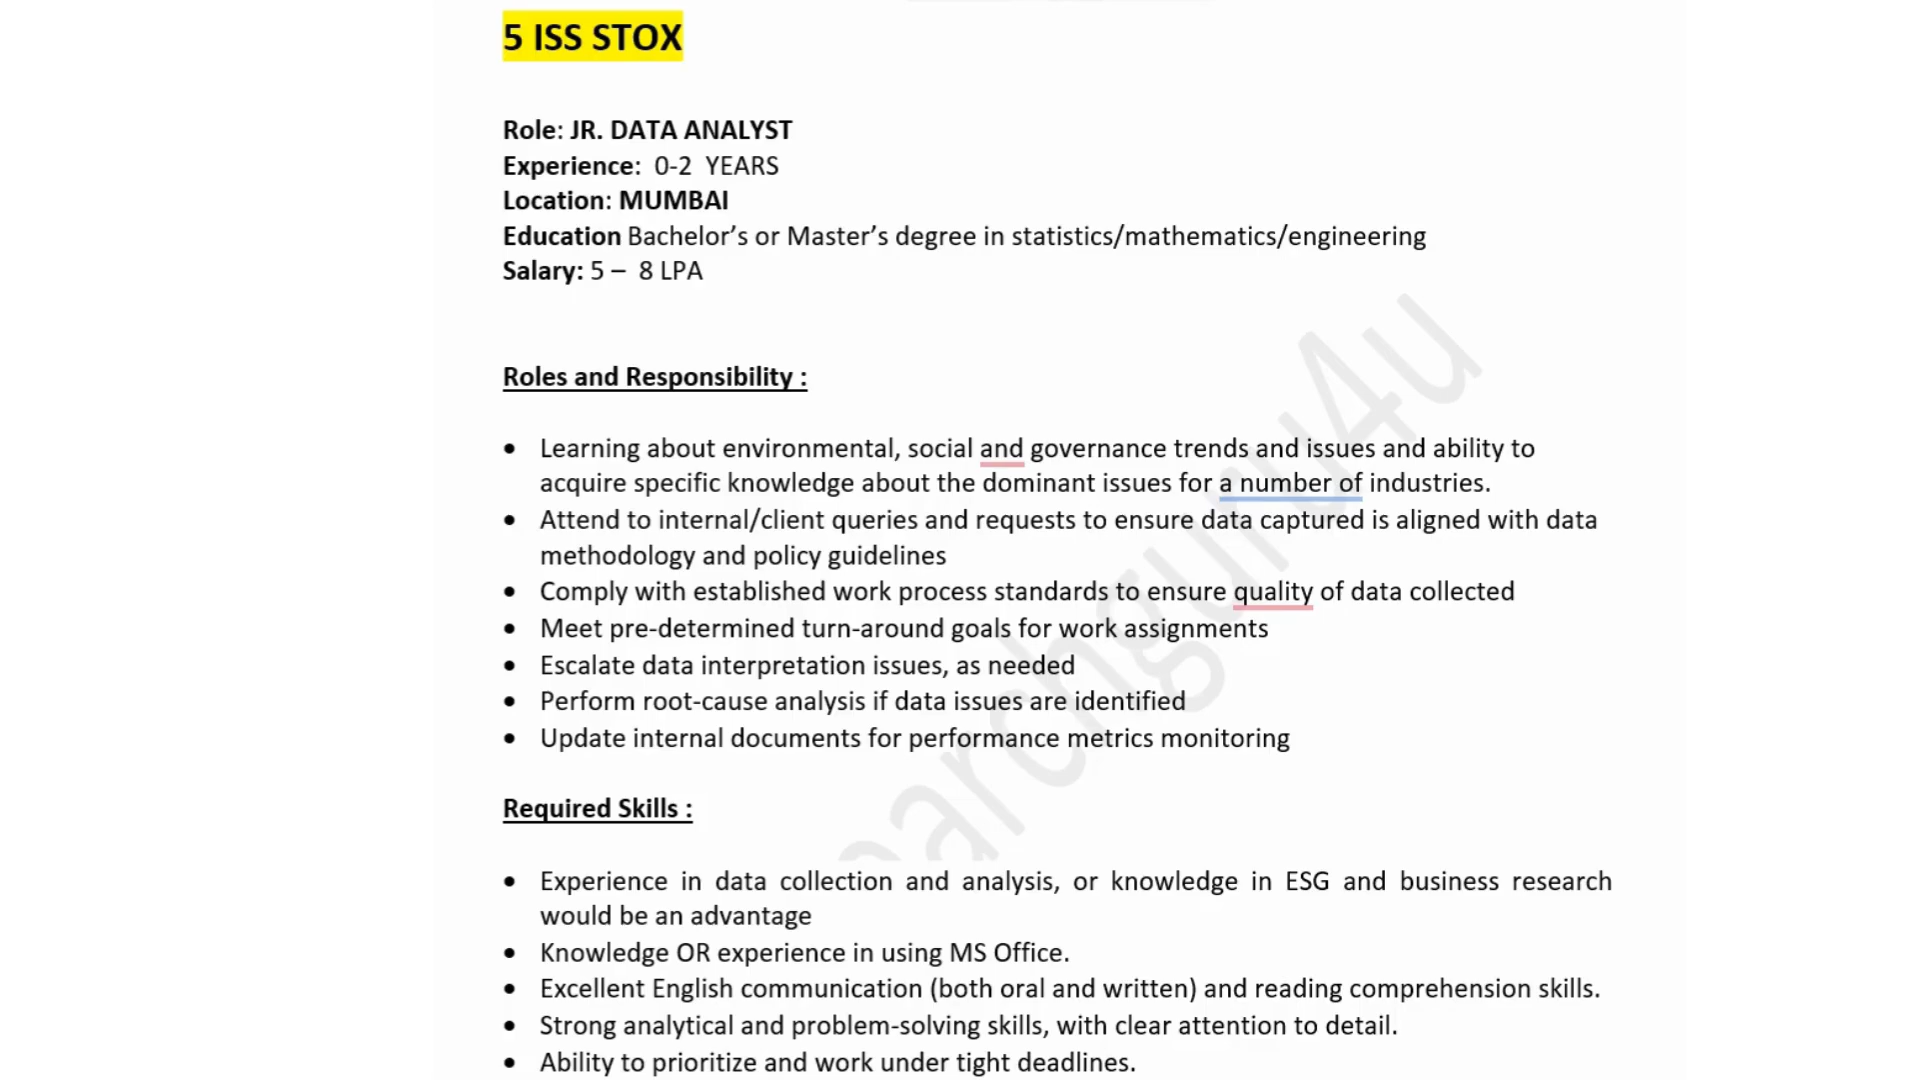 5 ISS STOX
Role: JR. DATA ANALYST
Experience:  0-2  YEARS
Location: MUMBAI
Education Bachelor’s or Master’s degree in statistics/mathematics/engineering
Salary: 5 –  8 LPA
Roles and Responsibility :
• Learning about environmental, social and governance trends and issues and ability to
acquire specific knowledge about the dominant issues for a number of industries.
• Attend to internal/client queries and requests to ensure data captured is aligned with data
methodology and policy guidelines
• Comply with established work process standards to ensure quality of data collected
• Meet pre-determined turn-around goals for work assignments
• Escalate data interpretation issues, as needed
• Perform root-cause analysis if data issues are identified
• Update internal documents for performance metrics monitoring
Required Skills :
• Experience in data collection and analysis, or knowledge in ESG and business research
would be an advantage
• Knowledge OR experience in using MS Office.
• Excellent English communication (both oral and written) and reading comprehension skills.
• Strong analytical and problem-solving skills, with clear attention to detail.
• Ability to prioritize and work under tight deadlines.
archguru4u